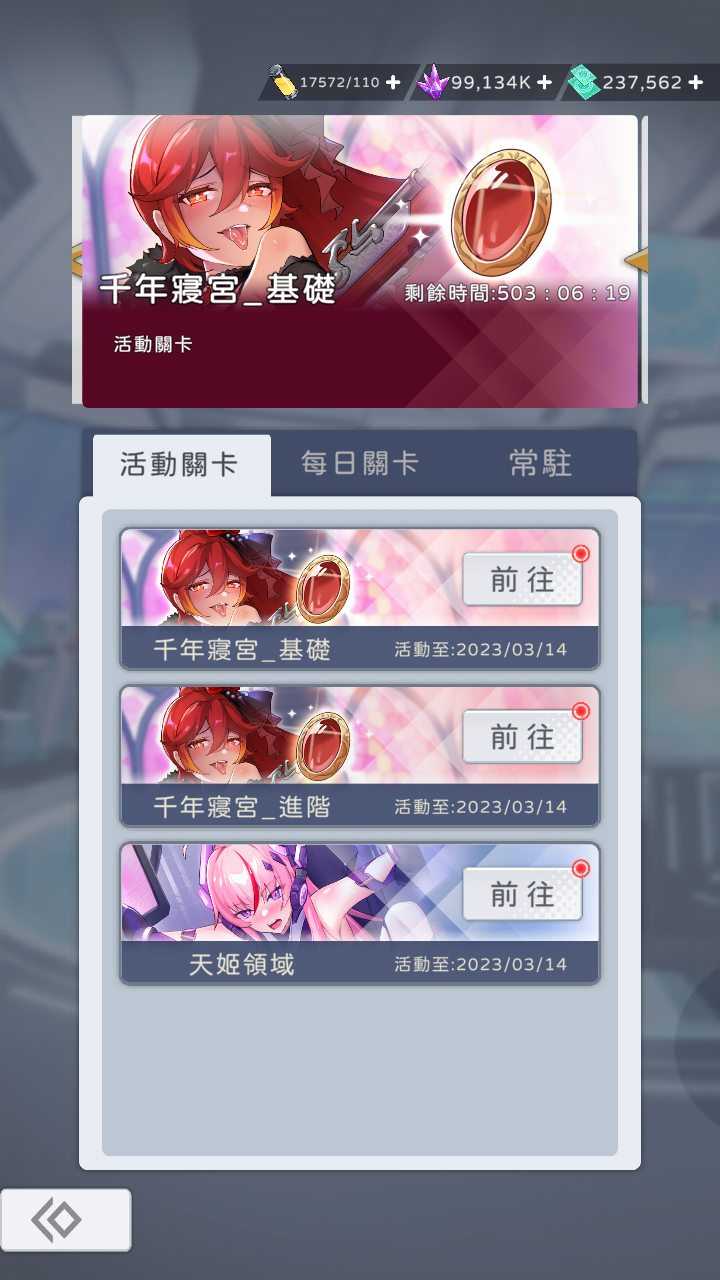 17572/110
99,134K
237,562
千年寢宮_基礎
剩餘時間:503：06：19
活動關卡
活動關卡
每日關卡
常駐
前往
千年寢宮_基礎
活動至:2023/03/14
前往
千年寢宮_進階
活動至:2023/03/14
前往
天姬領域
活動至:2023/03/14